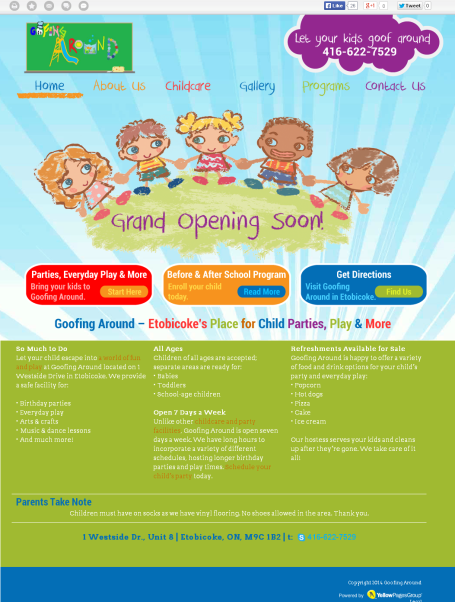 Like 28 +1 0 Tweet 0
GOOFING
AROUND
Let your kids goof around
416-622-7529
Home About Us Childcare Gallery Programs Contact Us
Grand Opening Soon!
Parties, Everyday Play & More
Bring your kids to
Goofing Around.
Start Here
Before & After School Program
Enroll your child
today.
Read More
Get Directions
Visit Goofing
Around in Etobicoke.
Find Us
Goofing Around – Etobicoke's Place for Child Parties, Play & More
So Much to Do
Let your child escape into a world of fun
and play at Goofing Around located on 1
Westside Drive in Etobicoke. We provide
a safe facility for:
• Birthday parties
• Everyday play
• Arts & crafts
• Music & dance lessons
• And much more!
All Ages
Children of all ages are accepted;
separate areas are ready for:
• Babies
• Toddlers
• School-age children
Open 7 Days a Week
Unlike other childcare and party
facilities, Goofing Around is open seven
days a week. We have long hours to
incorporate a variety of different
schedules, hosting longer birthday
parties and play times. Schedule your
child's party today.
Refreshments Available for Sale
Goofing Around is happy to offer a variety
of food and drink options for your child's
party and everyday play:
• Popcorn
• Hot dogs
• Pizza
• Cake
• Ice cream
Our hostess serves your kids and cleans
up after they're gone. We take care of it
all!
Parents Take Note
Children must have on socks as we have vinyl flooring. No shoes allowed in the area. Thank you.
1 Westside Dr., Unit 8 | Etobicoke, ON, M9C 1B2 | t: 416-622-7529
Copyright 2014 Goofing Around.
Powered by YellowPagesGroup
Legal